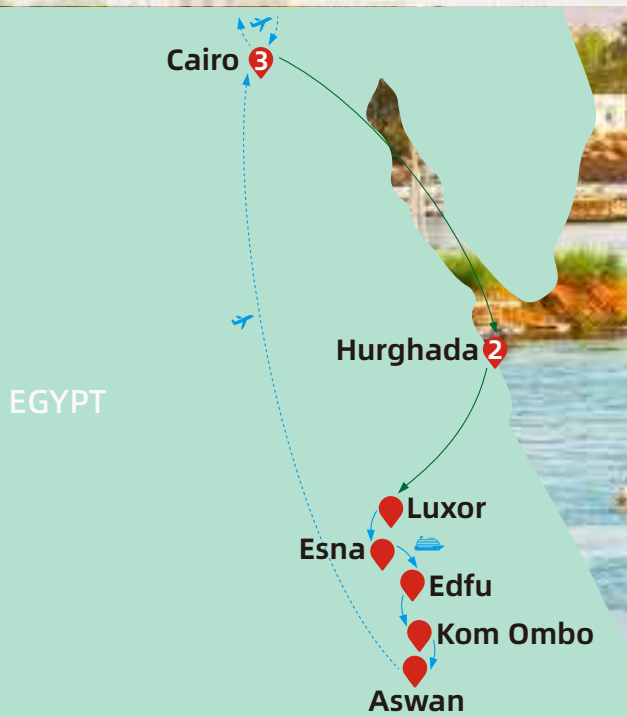 Cairo 3
Hurghada 2
EGYPT
Luxor
Esna
Edfu
Kom Ombo
Aswan